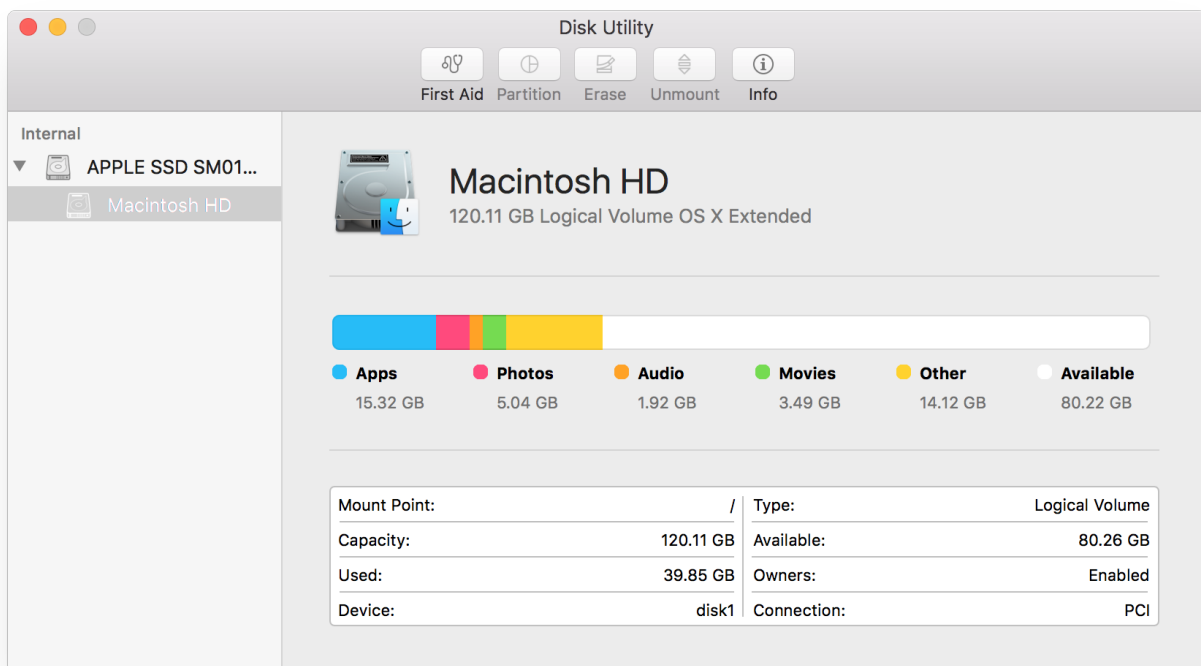 Disk Utility
First Aid Partition Erase Unmount Info
Internal
APPLE SSD SM01...
Macintosh HD
Macintosh HD
120.11 GB Logical Volume OS X Extended
Apps Photos Audio Movies Other Available
15.32 GB 5.04 GB 1.92 GB 3.49 GB 14.12 GB 80.22 GB
Mount Point: / Type: Logical Volume
Capacity: 120.11 GB Available: 80.26 GB
Used: 39.85 GB Owners: Enabled
Device: disk1 Connection: PCI